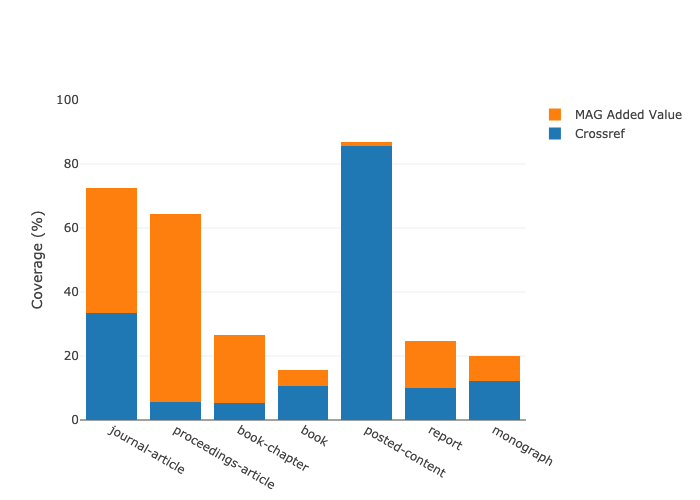 100
80
60
40
20
0
Coverage (%)
journal-article
proceedings-article
book-chapter
book
posted-content
report
monograph
MAG Added Value
Crossref